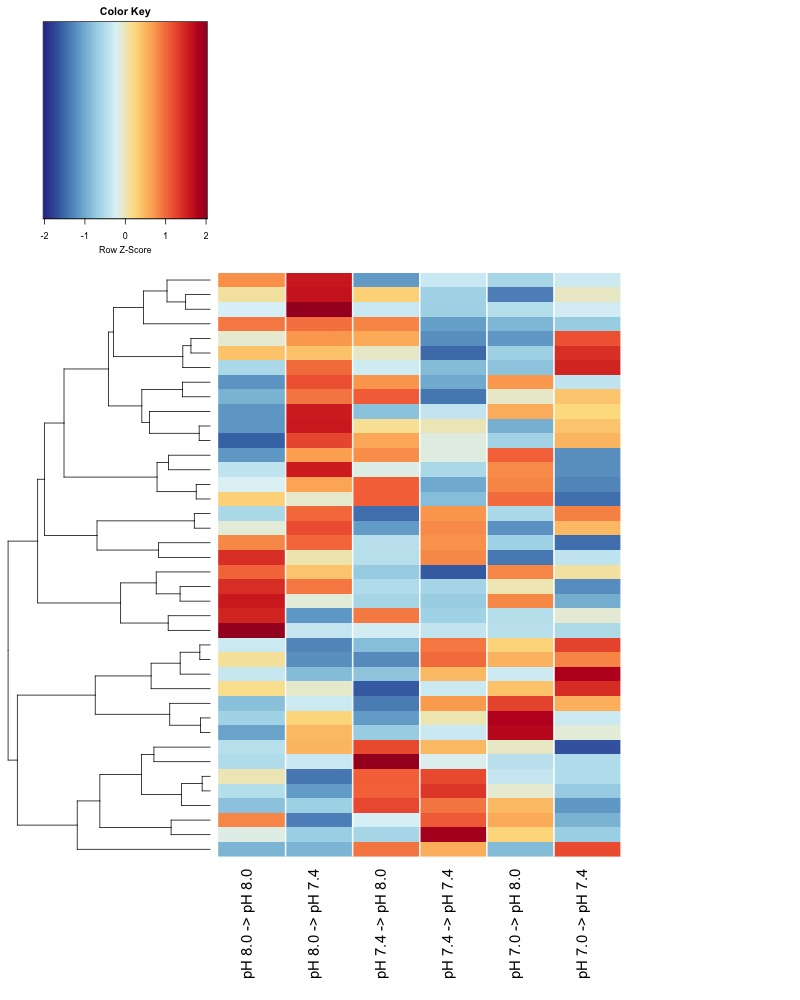 Color Key
-2 -1 0 1 2
Row Z-Score
pH 8.0 -> pH 8.0
pH 8.0 -> pH 7.4
pH 7.4 -> pH 8.0
pH 7.4 -> pH 7.4
pH 7.0 -> pH 8.0
pH 7.0 -> pH 7.4